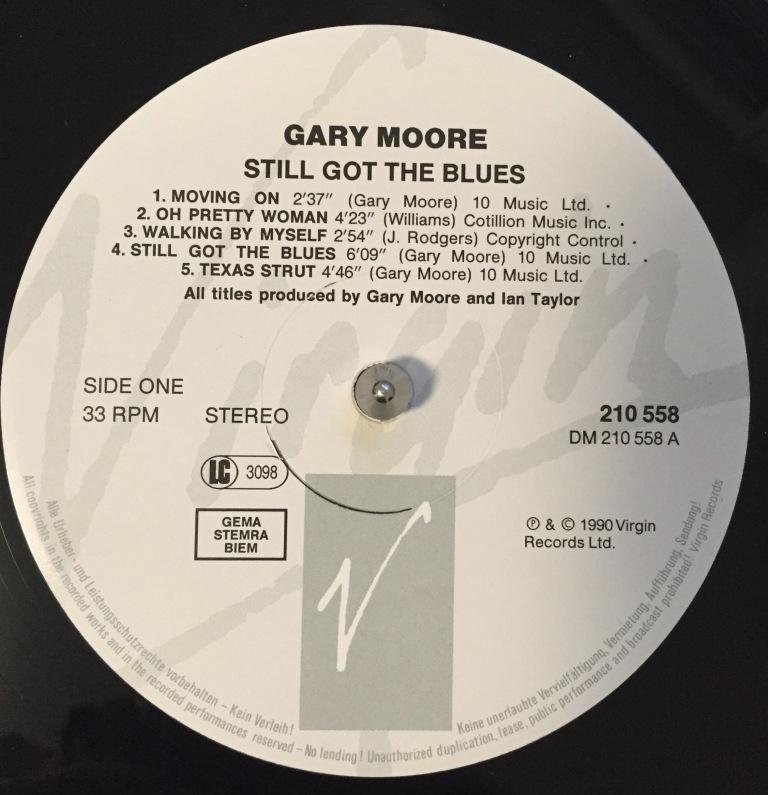 GARY MOORE
STILL GOT THE BLUES
1. MOVING ON 2'37" (Gary Moore) 10 Music Ltd. ·
2. OH PRETTY WOMAN 4'23" (Williams) Cotillion Music Inc. ·
3. WALKING BY MYSELF 2'54" (J. Rodgers) Copyright Control ·
4. STILL GOT THE BLUES 6'09" (Gary Moore) 10 Music Ltd. ·
5. TEXAS STRUT 4'46" (Gary Moore) 10 Music Ltd.
All titles produced by Gary Moore and Ian Taylor
Virgin
SIDE ONE
33 RPM STEREO
210 558
DM 210 558 A
LC 3098
GEMA
STEMRA
BIEM
℗ & © 1990 Virgin
Records Ltd.
Alle Urheber- und Leistungsschutzrechte vorbehalten – Kein Verleih! Keine unerlaubte Vervielfältigung, Vermietung, Aufführung, Sendung!
All copyrights in the recorded works and in the recorded performances reserved – No lending! Unauthorized duplication, lease, public performance and broadcast prohibited! Virgin Records